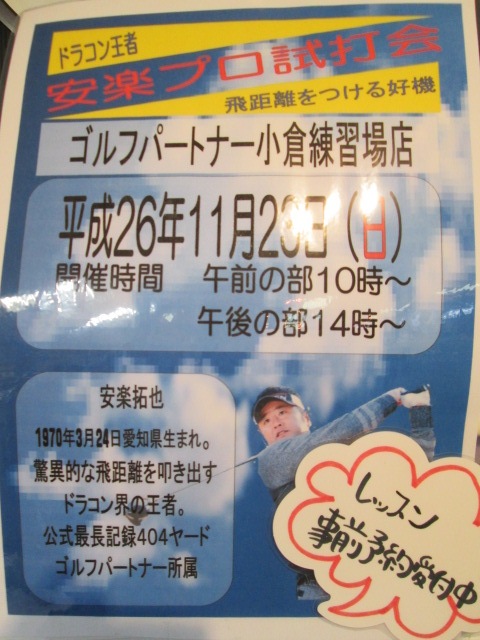 ドラコン王者
安楽プロ試打会
飛距離をつける好機
ゴルフパートナー小倉練習場店
平成26年11月23日(日)
開催時間 午前の部10時～
午後の部14時～
安楽拓也
1970年3月24日愛知県生まれ。
驚異的な飛距離を叩き出す
ドラコン界の王者。
公式最長記録404ヤード
ゴルフパートナー所属
レッスン
事前予約受付中